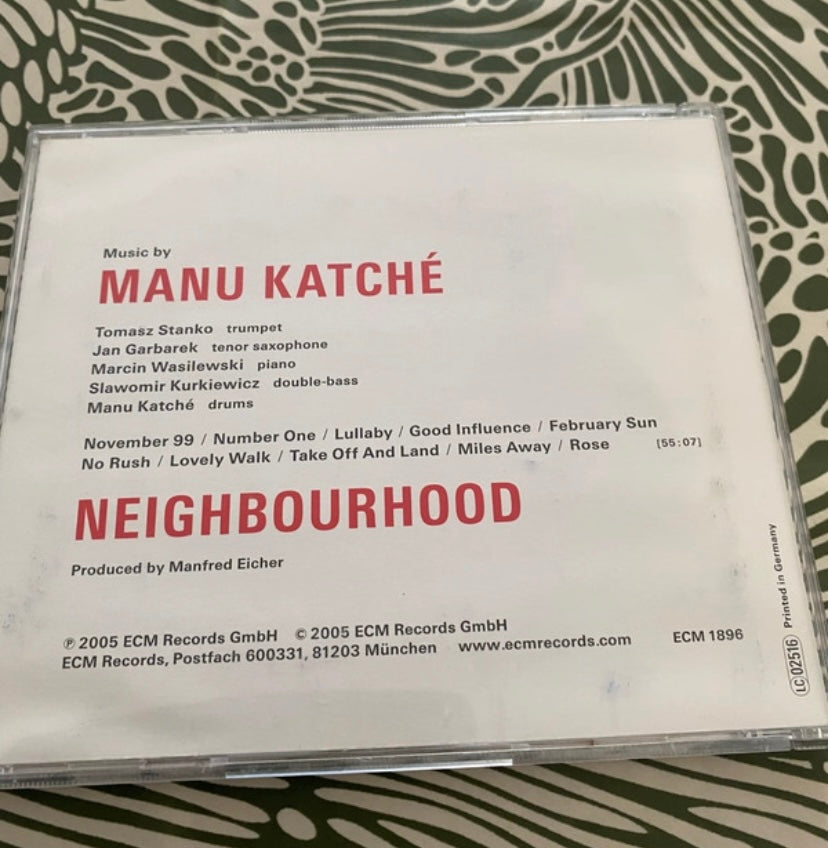 Music by
MANU KATCHÉ
Tomasz Stanko trumpet
Jan Garbarek tenor saxophone
Marcin Wasilewski piano
Slawomir Kurkiewicz double-bass
Manu Katché drums
November 99 / Number One / Lullaby / Good Influence / February Sun
No Rush / Lovely Walk / Take Off And Land / Miles Away / Rose [55:07]
NEIGHBOURHOOD
Produced by Manfred Eicher
℗ 2005 ECM Records GmbH © 2005 ECM Records GmbH
ECM Records, Postfach 600331, 81203 München www.ecmrecords.com ECM 1896
LC 02516 Printed in Germany